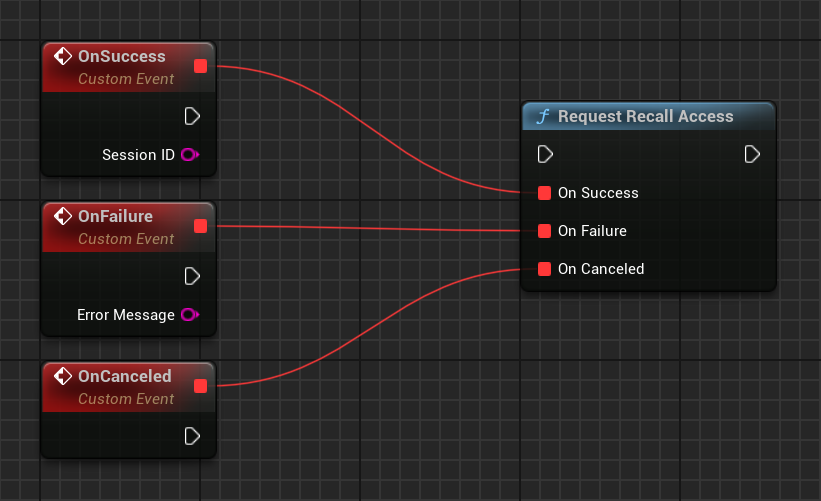 OnSuccess
Custom Event
Session ID
OnFailure
Custom Event
Error Message
OnCanceled
Custom Event
Request Recall Access
On Success
On Failure
On Canceled